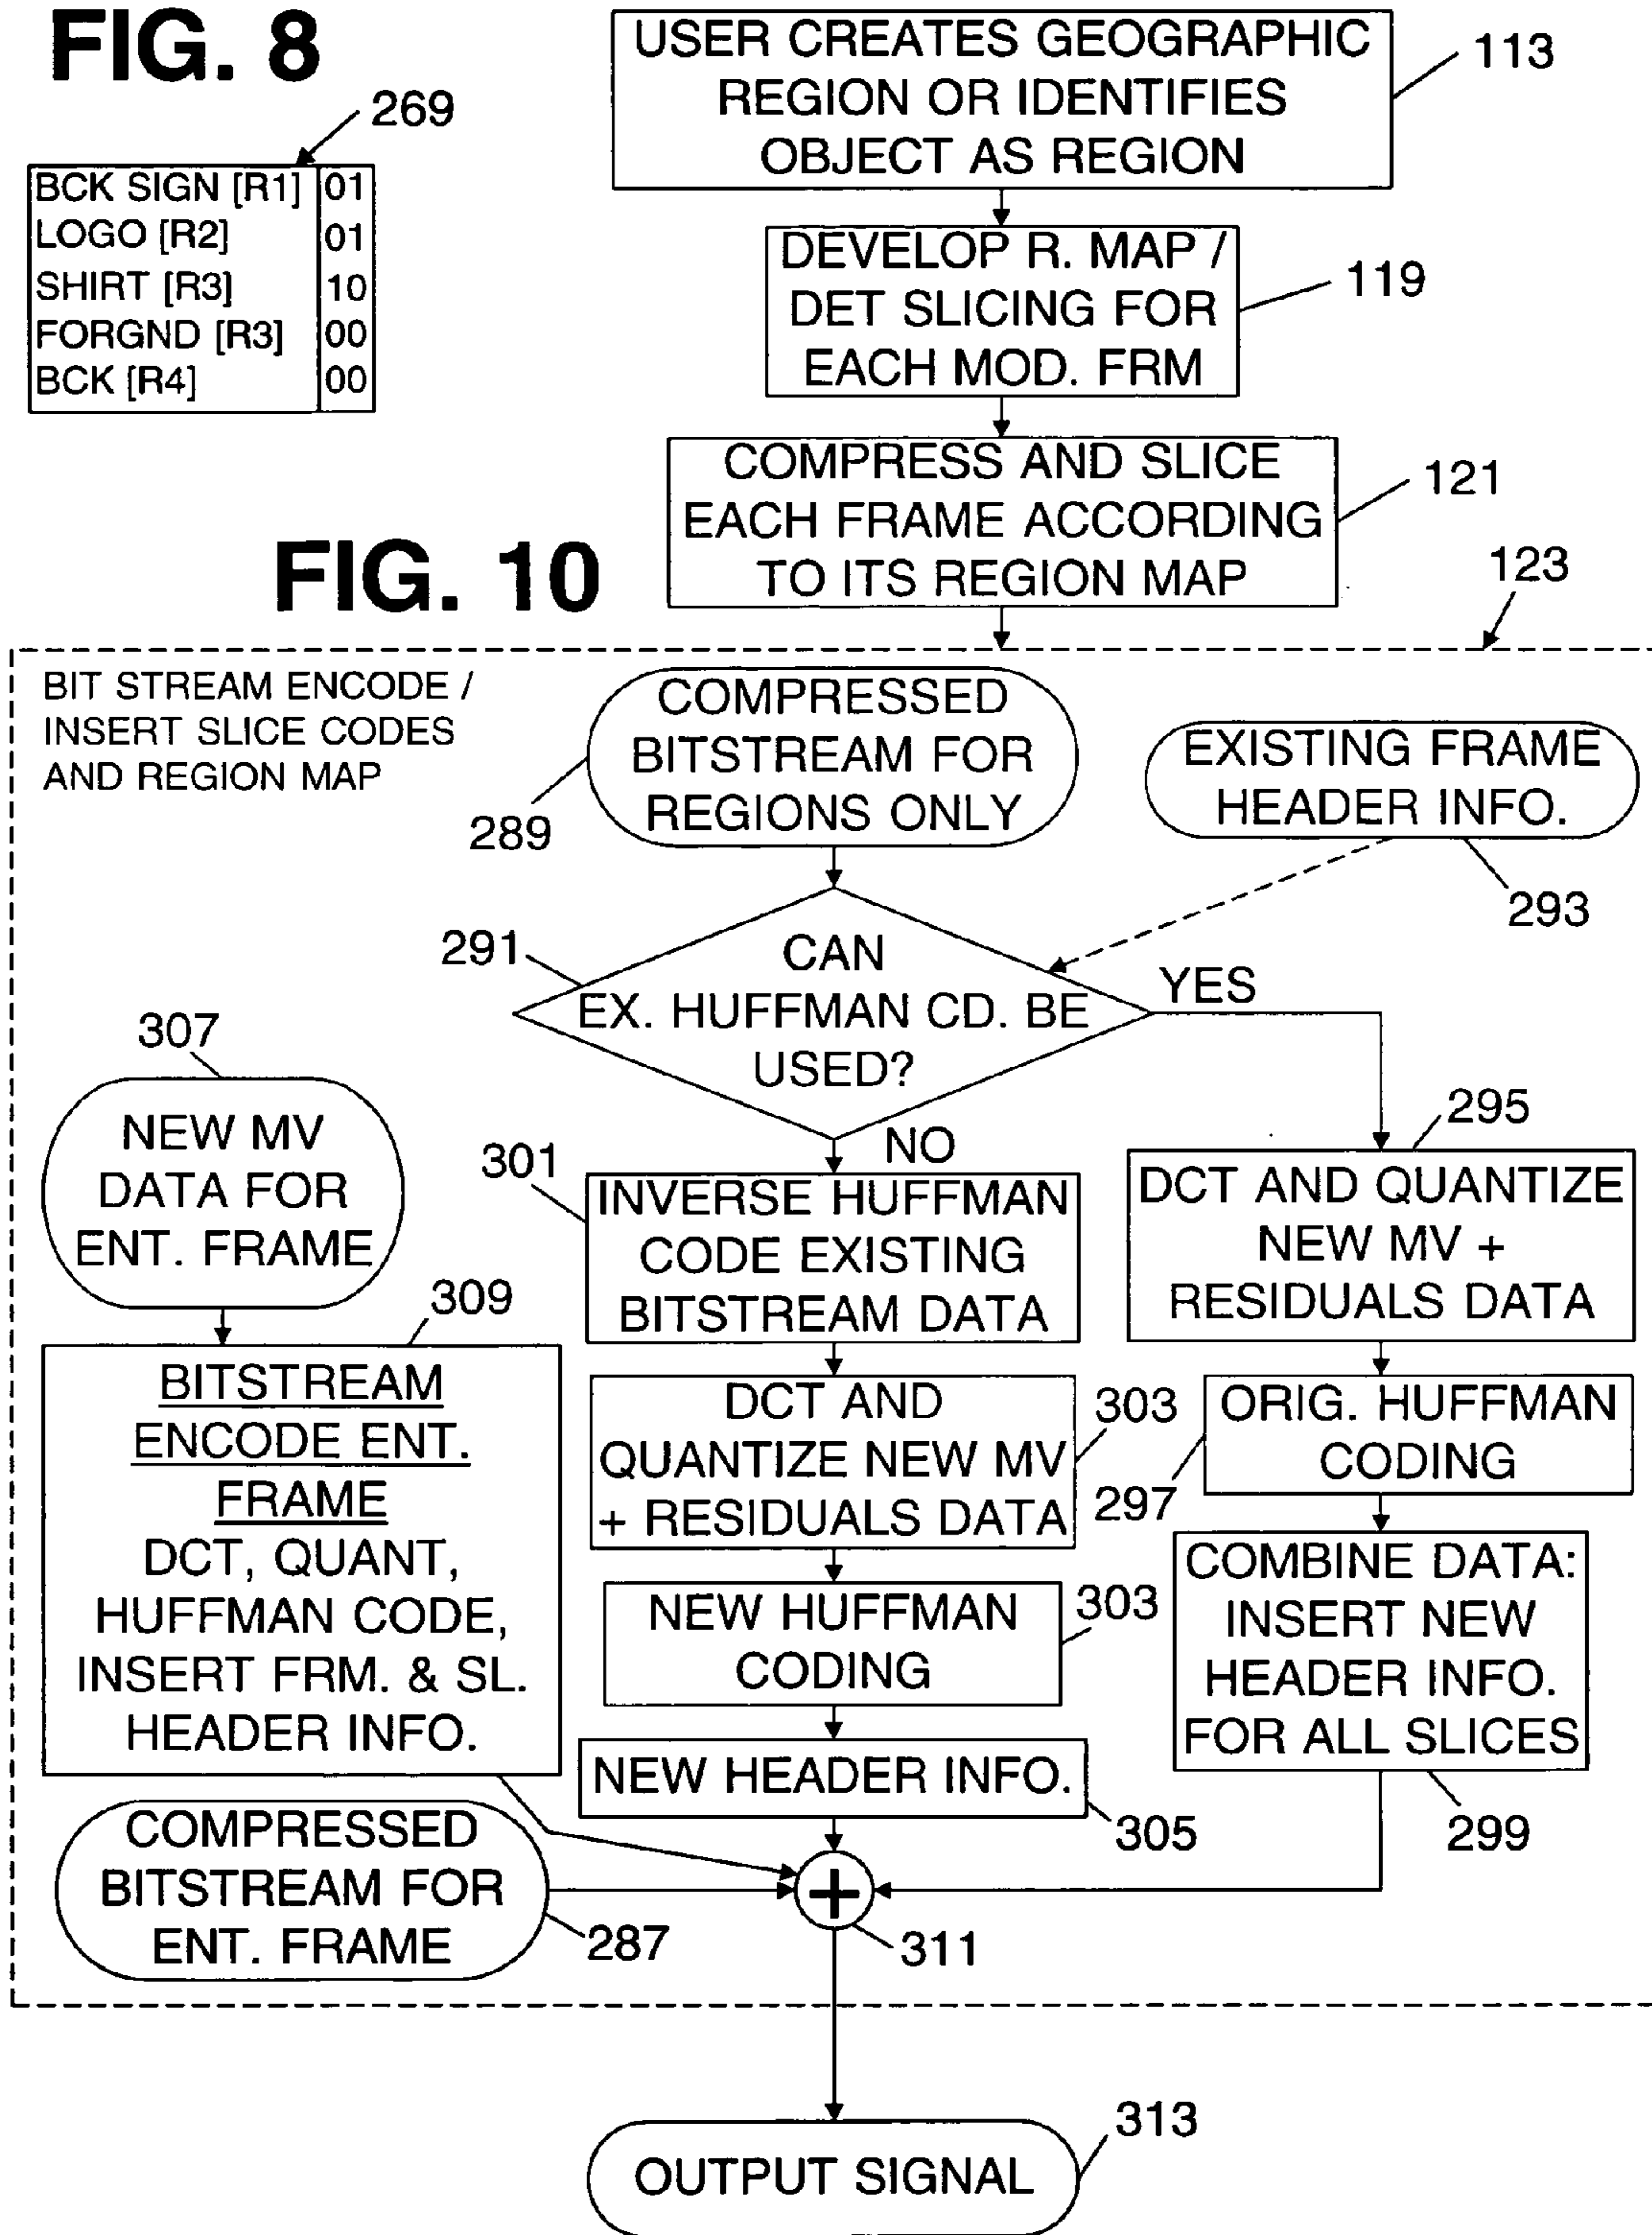 FIG. 8
269
BCK SIGN [R1] 01
LOGO [R2] 01
SHIRT [R3] 10
FORGND [R3] 00
BCK [R4] 00
USER CREATES GEOGRAPHIC
REGION OR IDENTIFIES
OBJECT AS REGION
113
DEVELOP R. MAP /
DET SLICING FOR
EACH MOD. FRM
119
COMPRESS AND SLICE
EACH FRAME ACCORDING
TO ITS REGION MAP
121
FIG. 10
123
BIT STREAM ENCODE /
INSERT SLICE CODES
AND REGION MAP
COMPRESSED
BITSTREAM FOR
REGIONS ONLY
289
EXISTING FRAME
HEADER INFO.
293
291
CAN
EX. HUFFMAN CD. BE
USED?
YES
NO
307
NEW MV
DATA FOR
ENT. FRAME
301
INVERSE HUFFMAN
CODE EXISTING
BITSTREAM DATA
295
DCT AND QUANTIZE
NEW MV +
RESIDUALS DATA
309
BITSTREAM
ENCODE ENT.
FRAME
DCT, QUANT,
HUFFMAN CODE,
INSERT FRM. & SL.
HEADER INFO.
DCT AND
QUANTIZE NEW MV
+ RESIDUALS DATA
303
ORIG. HUFFMAN
CODING
297
NEW HUFFMAN
CODING
303
COMBINE DATA:
INSERT NEW
HEADER INFO.
FOR ALL SLICES
299
NEW HEADER INFO.
305
COMPRESSED
BITSTREAM FOR
ENT. FRAME
287
+
311
OUTPUT SIGNAL
313